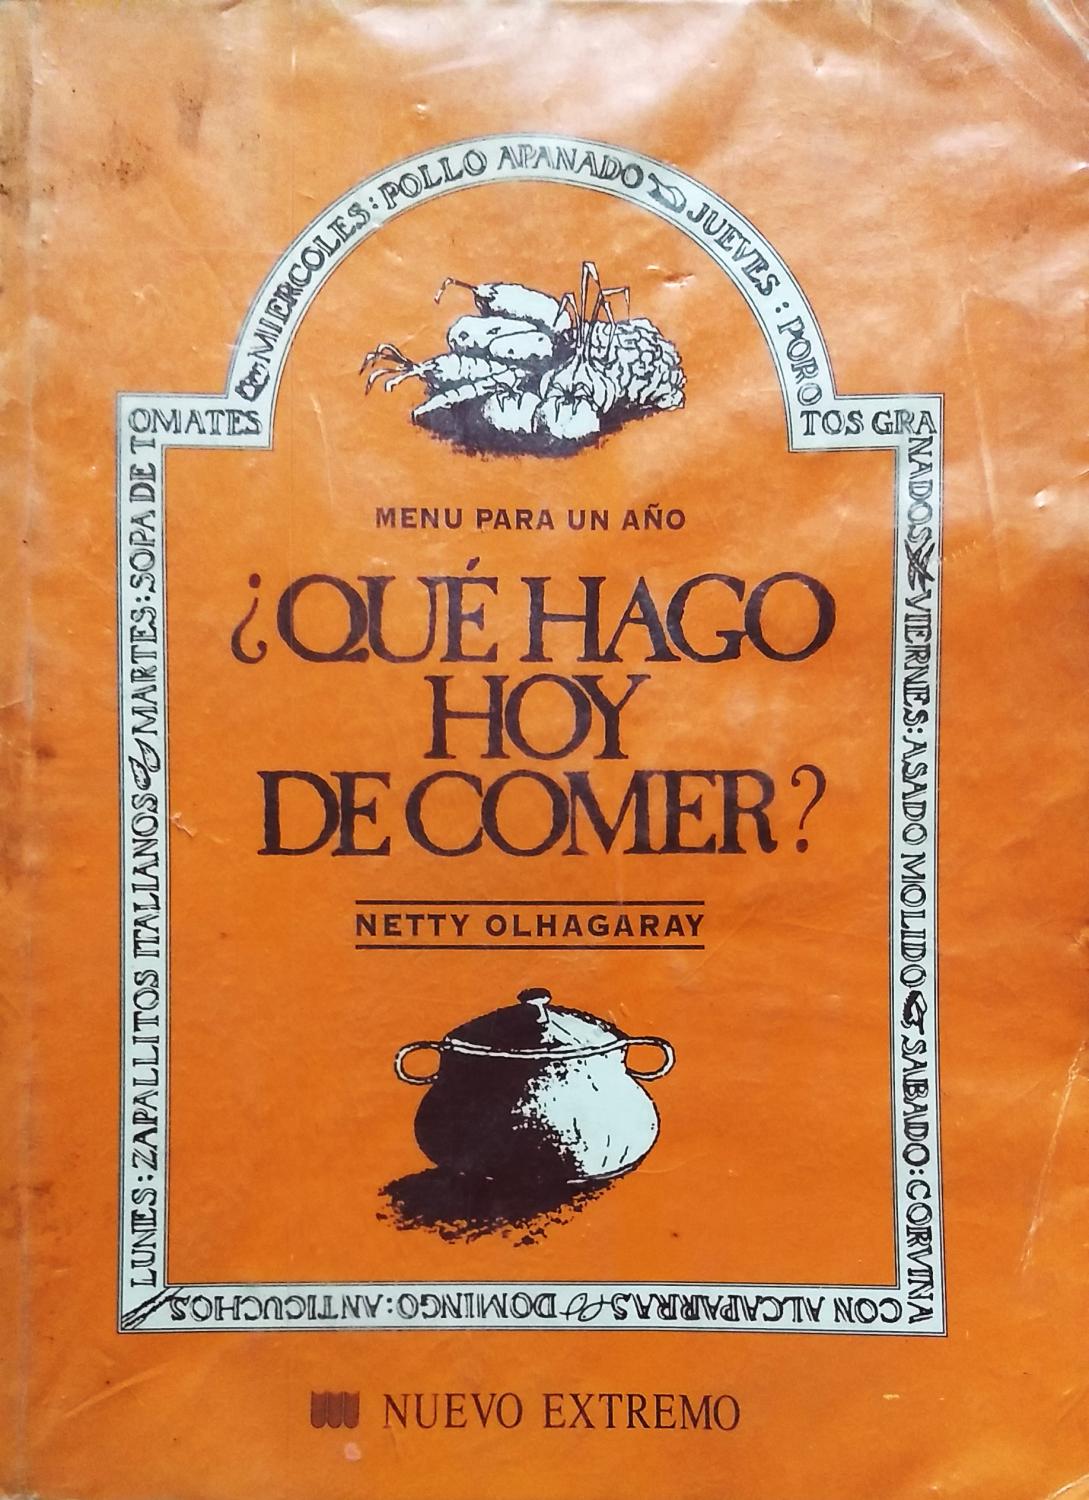 LUNES: ZAPALLITOS ITALIANOS MARTES: SOPA DE TOMATES MIERCOLES: POLLO APANADO JUEVES: POROTOS GRANADOS VIERNES: ASADO MOLIDO SABADO: CORVINA CON ALCAPARRAS DOMINGO: ANTICUCHOS
MENU PARA UN AÑO
¿QUÉ HAGO
HOY
DE COMER?
NETTY OLHAGARAY
NUEVO EXTREMO